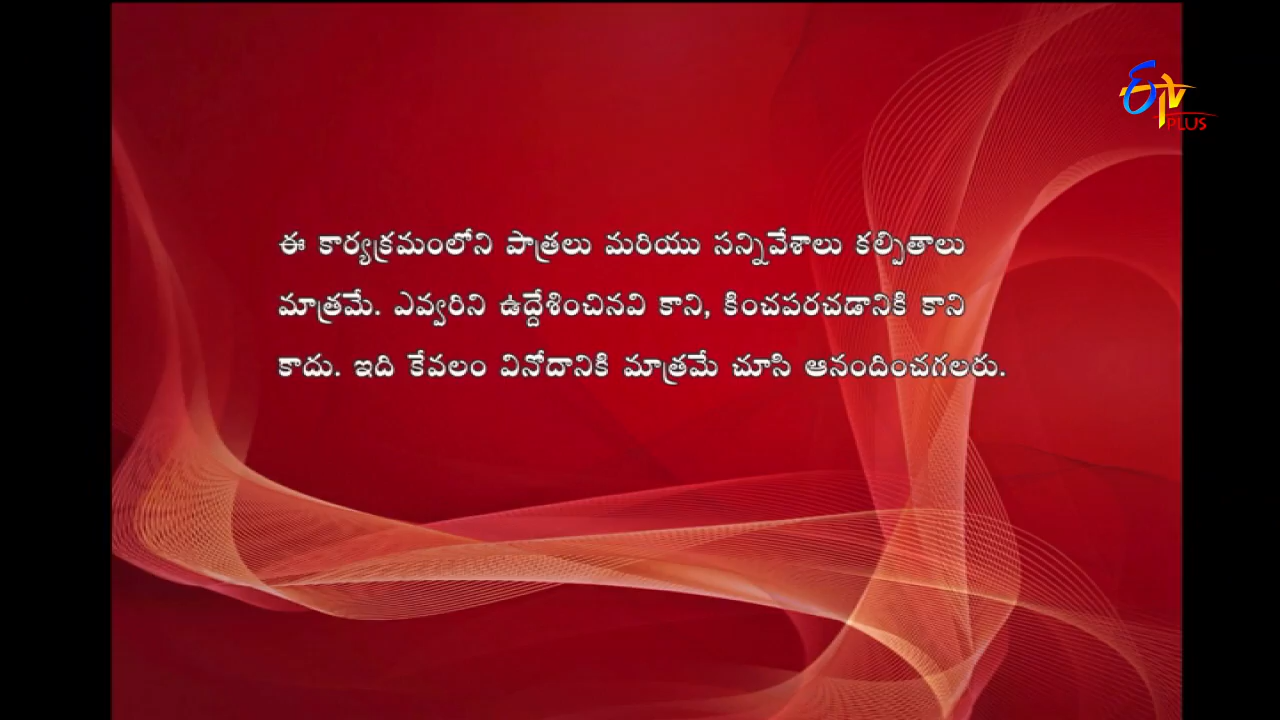 ETV
PLUS
ఈ కార్యక్రమంలోని పాత్రలు మరియు సన్నివేశాలు కల్పితాలు
మాత్రమే. ఎవ్వరిని ఉద్దేశించినవి కాని, కించపరచడానికి కాని
కాదు. ఇది కేవలం వినోదానికి మాత్రమే చూసి ఆనందించగలరు.